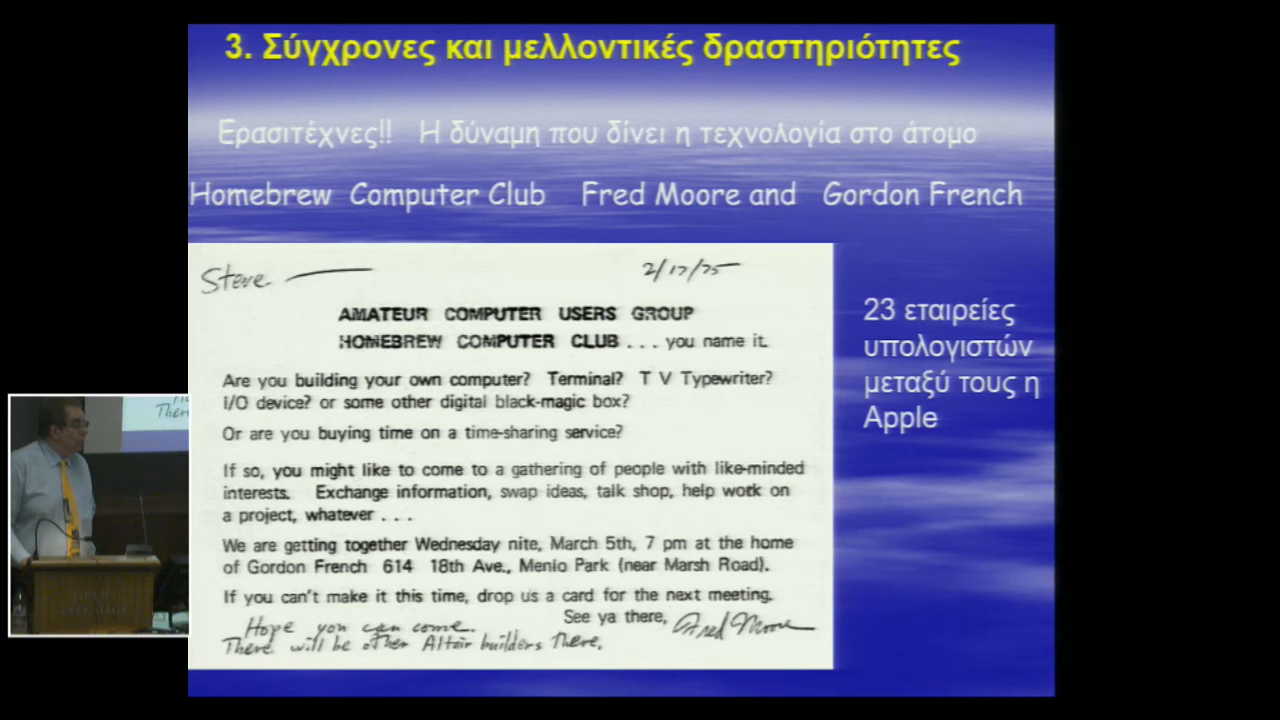 3. Σύγχρονες και μελλοντικές δραστηριότητες
Ερασιτέχνες!! Η δύναμη που δίνει η τεχνολογία στο άτομο
Homebrew Computer Club Fred Moore and Gordon French
Steve
2/17/75
AMATEUR COMPUTER USERS GROUP
HOMEBREW COMPUTER CLUB . . . you name it.
Are you building your own computer? Terminal? T V Typewriter?
I/O device? or some other digital black-magic box?
Or are you buying time on a time-sharing service?
If so, you might like to come to a gathering of people with like-minded
interests. Exchange information, swap ideas, talk shop, help work on
a project, whatever . . .
We are getting together Wednesday nite, March 5th, 7 pm at the home
of Gordon French 614 18th Ave., Menlo Park (near Marsh Road).
If you can't make it this time, drop us a card for the next meeting.
See ya there, Fred Moore
Hope you can come.
There will be other Altair builders there.
23 εταιρείες
υπολογιστών
μεταξύ τους η
Apple
Ther